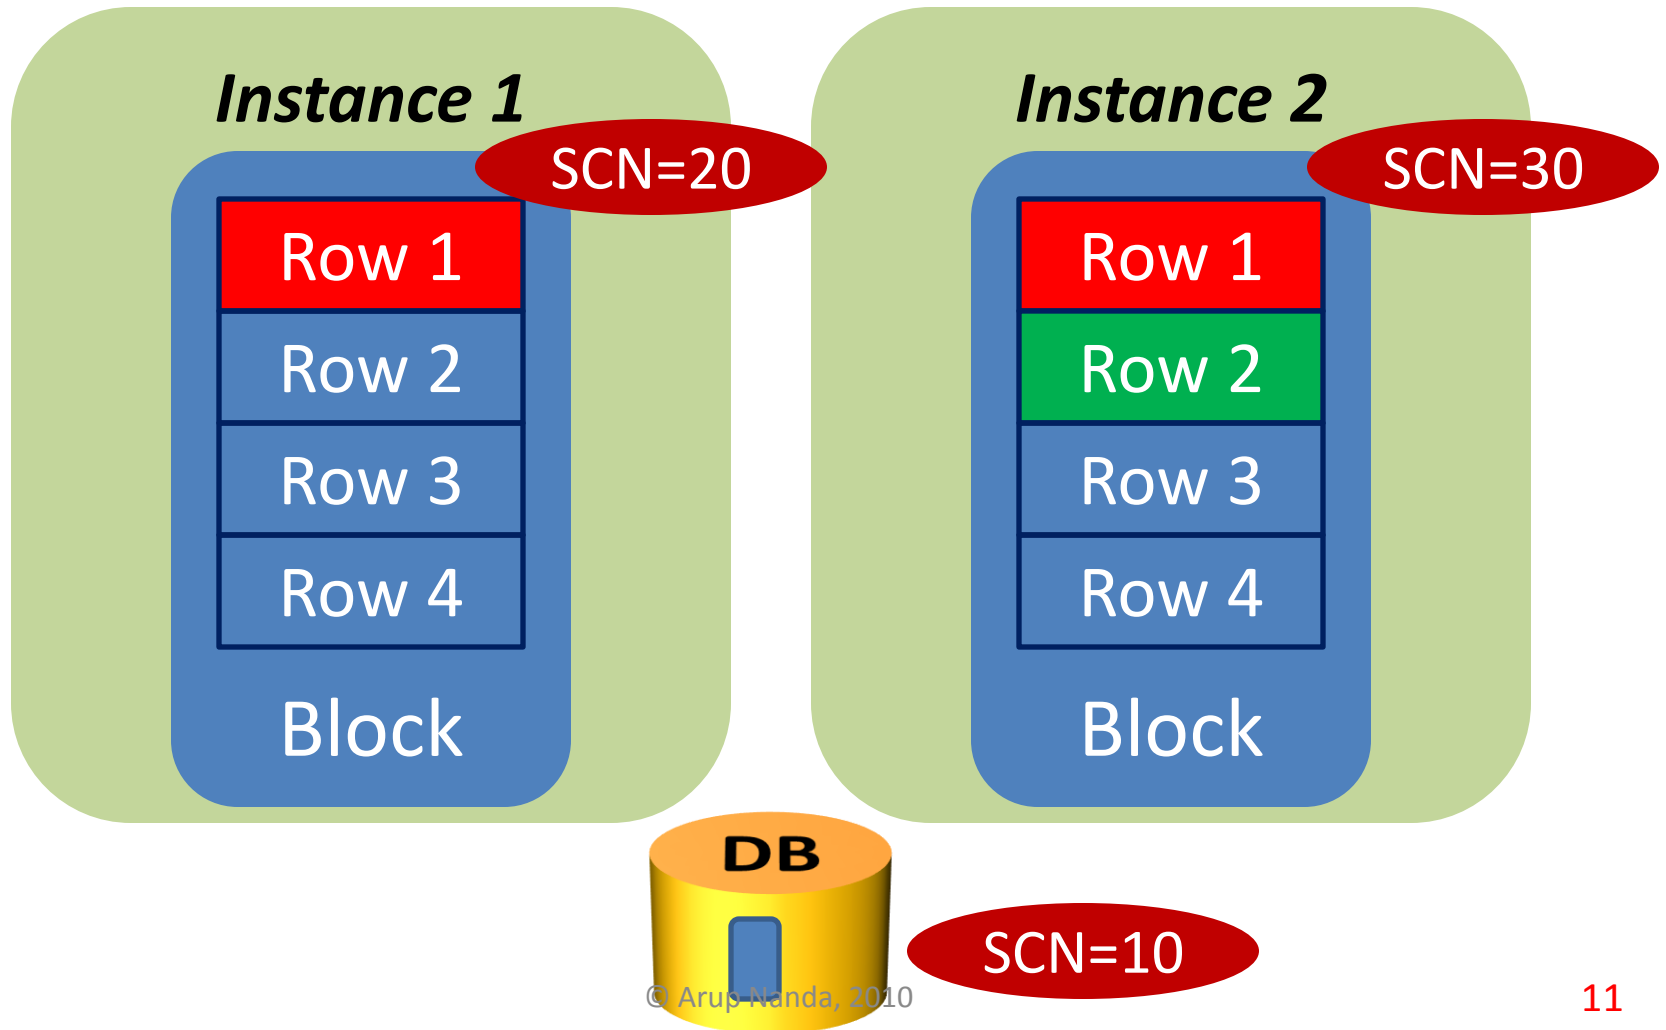 Instance 1
SCN=20
Row 1
Row 2
Row 3
Row 4
Block
Instance 2
SCN=30
Row 1
Row 2
Row 3
Row 4
Block
DB
SCN=10
© Arup Nanda, 2010
11